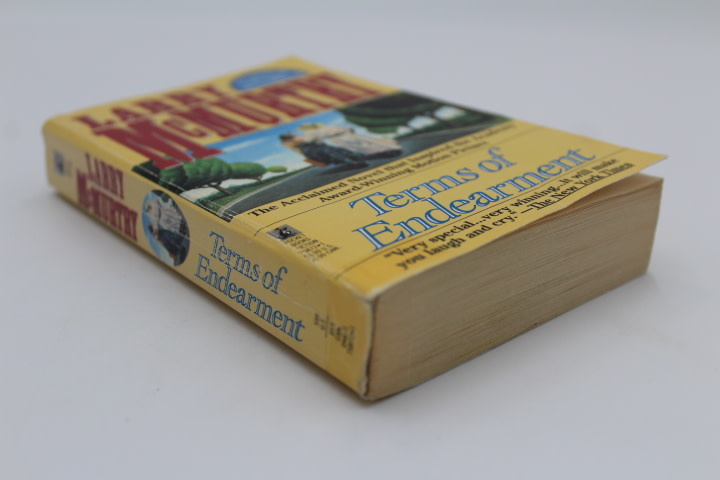 LARRY
McMURTRY
The Acclaimed Novel that Inspired the Academy
Award-Winning Motion Picture
Terms of
Endearment
"Very special...very winning...it will make
you laugh and cry." —The New York Times
LARRY
McMURTRY
Terms of
Endearment